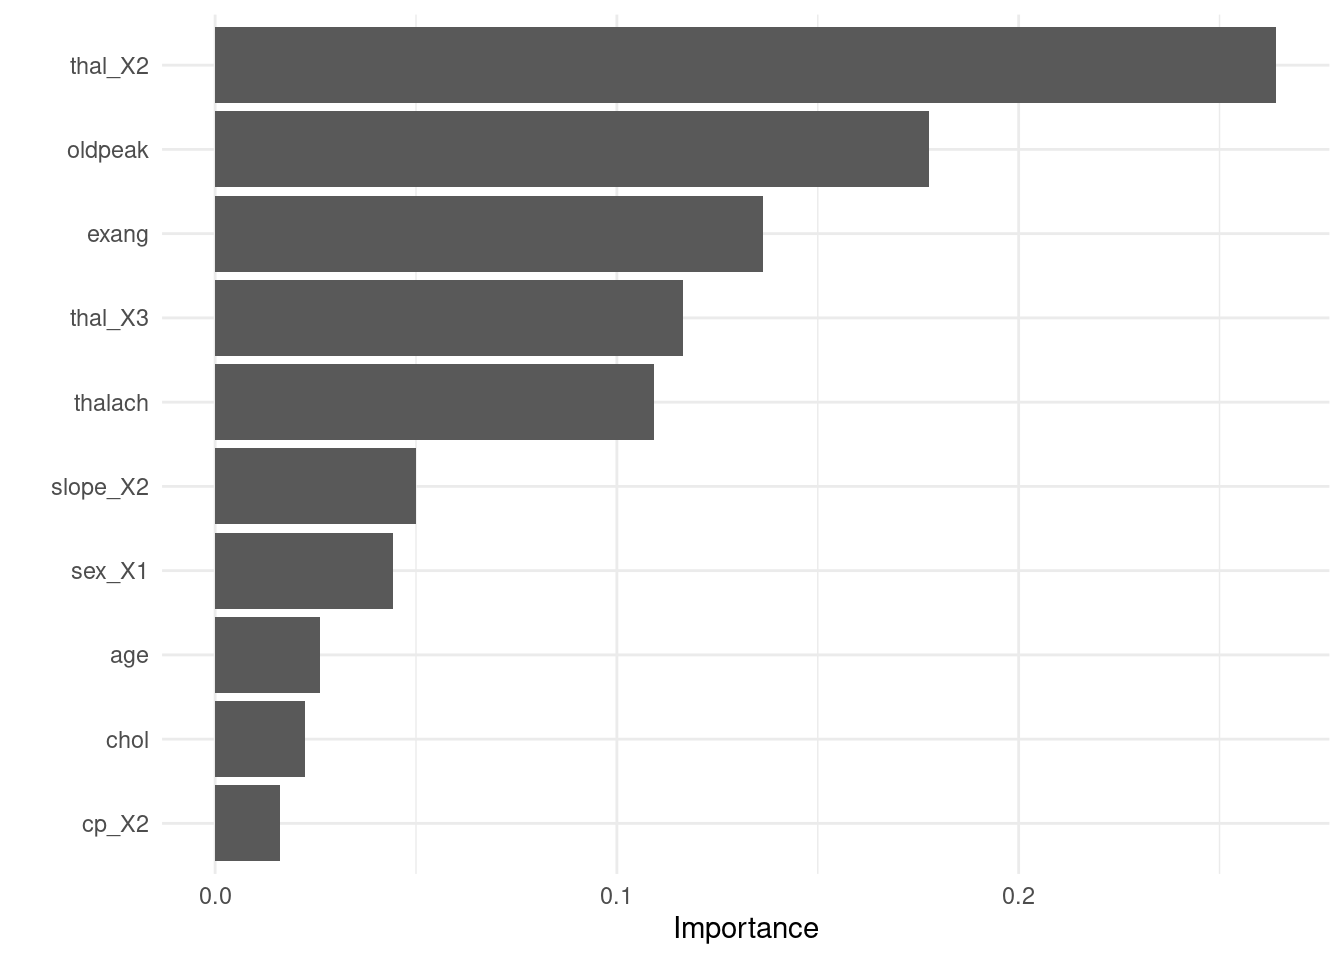 thal_X2
oldpeak
exang
thal_X3
thalach
slope_X2
sex_X1
age
chol
cp_X2
0.0 0.1 0.2
Importance